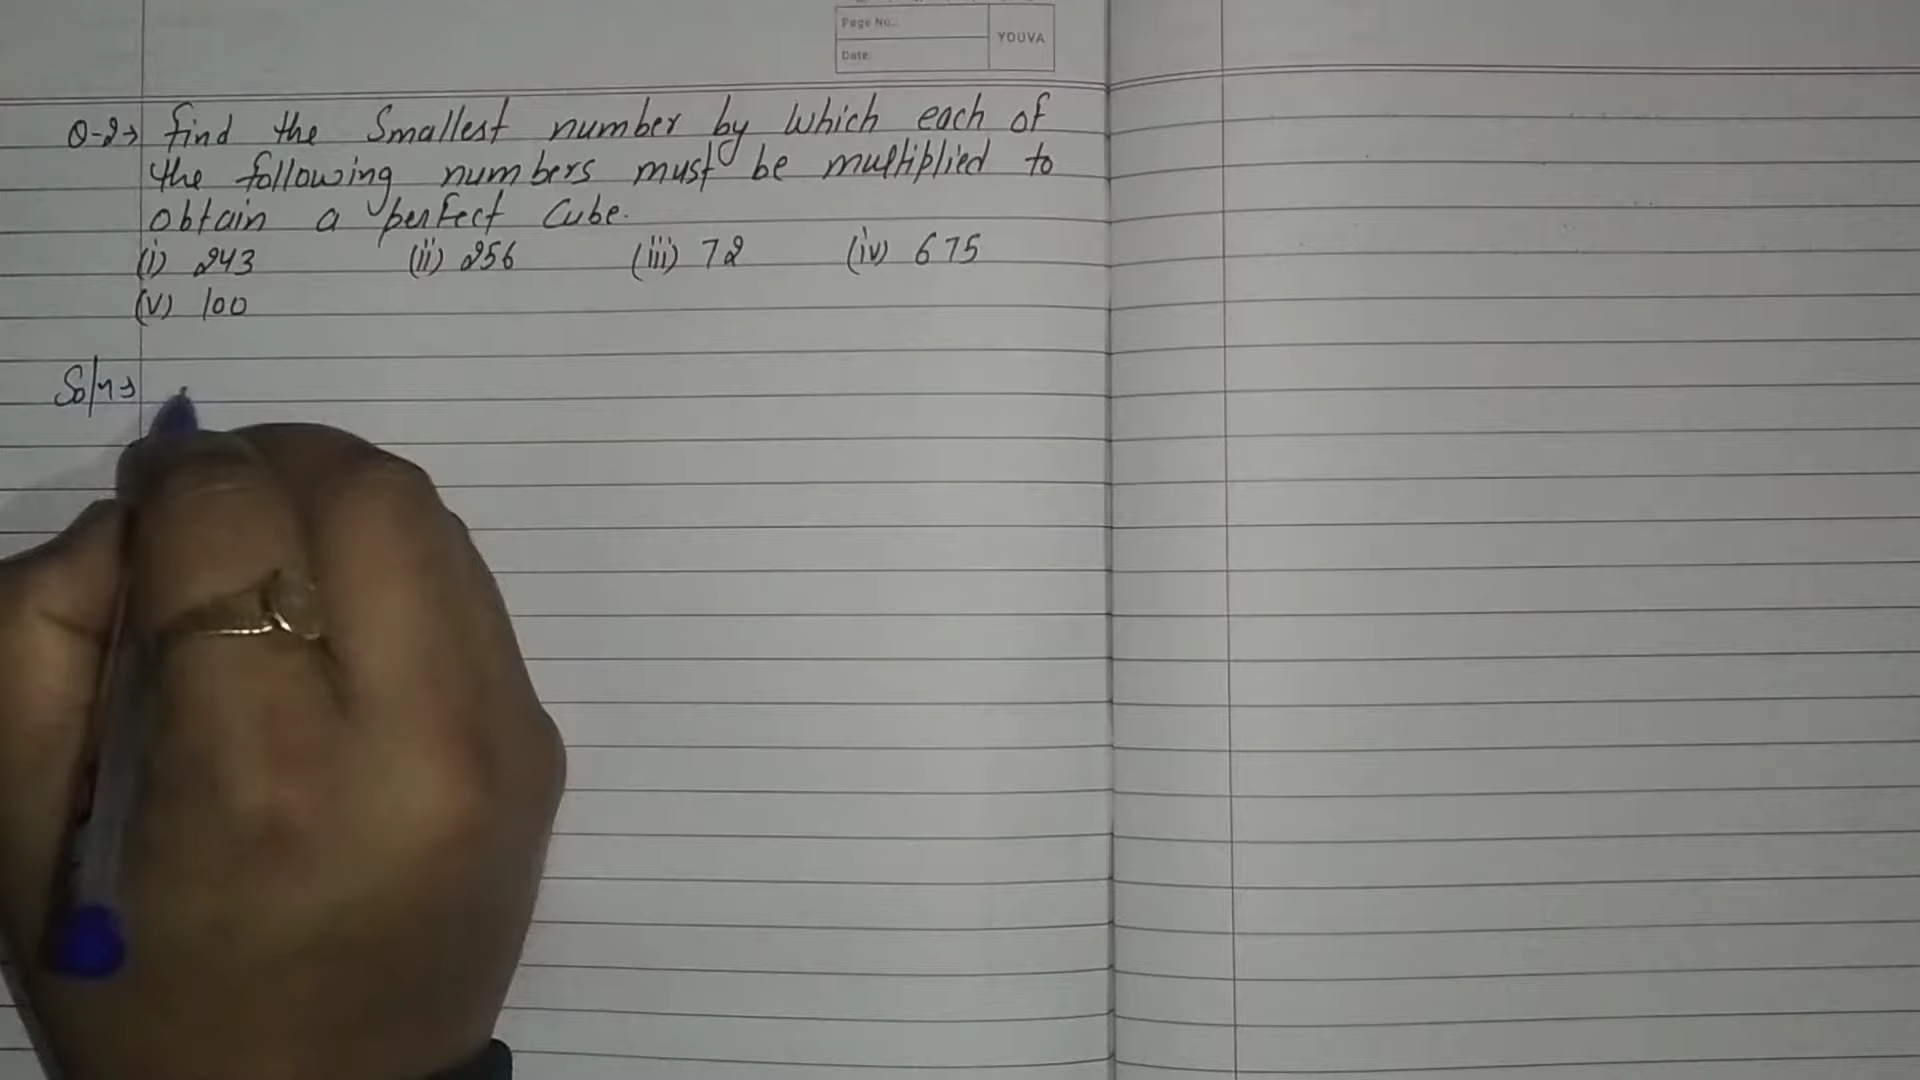 Page No.:
YOUVA
Date:
Q-2→ find the Smallest number by which each of
the following numbers must be multiplied to
obtain a perfect Cube.
(i) 243 (ii) 256 (iii) 72 (iv) 675
(v) 100
Soln→